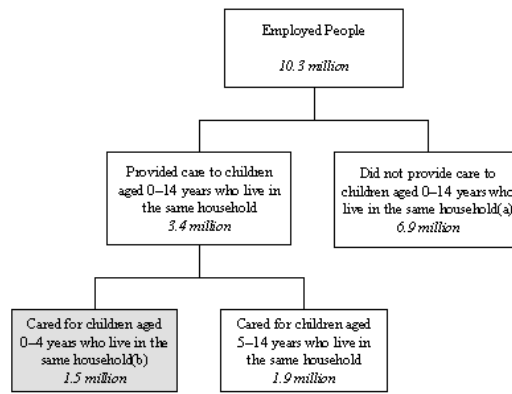 Employed People
10.3 million
Provided care to children
aged 0–14 years who live in
the same household
3.4 million
Did not provide care to
children aged 0–14 years who
live in the same household(a)
6.9 million
Cared for children aged
0–4 years who live in the
same household(b)
1.5 million
Cared for children aged
5–14 years who live in
the same household
1.9 million